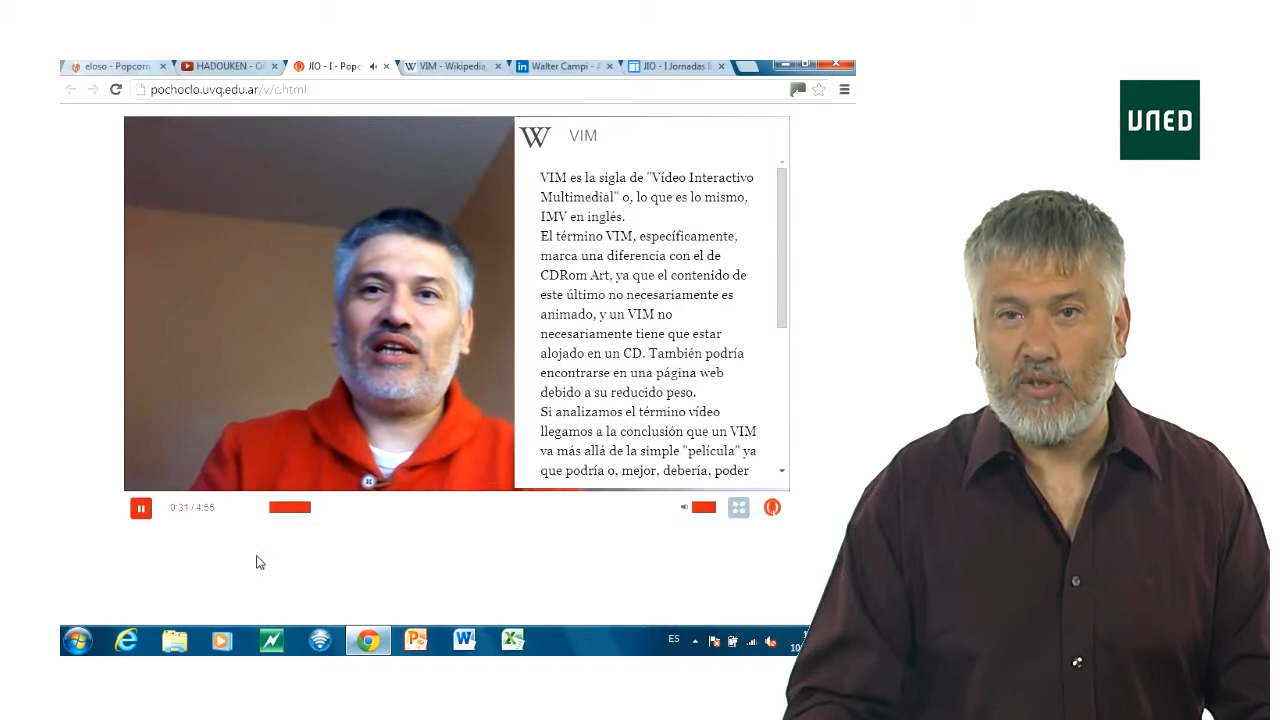 eloso - Popcorn
HADOUKEN - O
JIO - I - Popc
VIM - Wikipedia,
Walter Campi -
JIO - I Jornadas I
pochoclo.uvq.edu.ar/v/c.html
UNED
W VIM
VIM es la sigla de "Vídeo Interactivo
Multimedial" o, lo que es lo mismo,
IMV en inglés.
El término VIM, específicamente,
marca una diferencia con el de
CDRom Art, ya que el contenido de
este último no necesariamente es
animado, y un VIM no
necesariamente tiene que estar
alojado en un CD. También podría
encontrarse en una página web
debido a su reducido peso.
Si analizamos el término vídeo
llegamos a la conclusión que un VIM
va más allá de la simple "película" ya
que podría o, mejor, debería, poder
0:31 / 4:55
ES